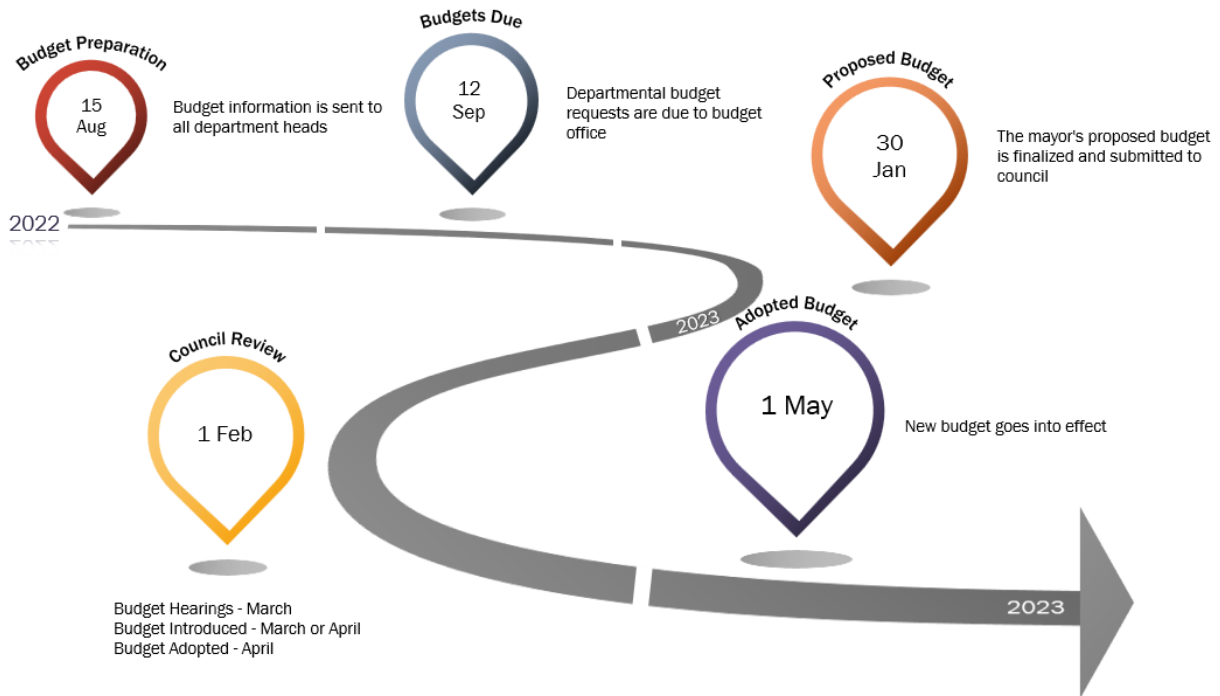 Budget Preparation
15
Aug
Budget information is sent to
all department heads
Budgets Due
12
Sep
Departmental budget
requests are due to budget
office
Proposed Budget
30
Jan
The mayor's proposed budget
is finalized and submitted to
council
2022
2023
Council Review
1 Feb
Budget Hearings - March
Budget Introduced - March or April
Budget Adopted - April
Adopted Budget
1 May
New budget goes into effect
2023